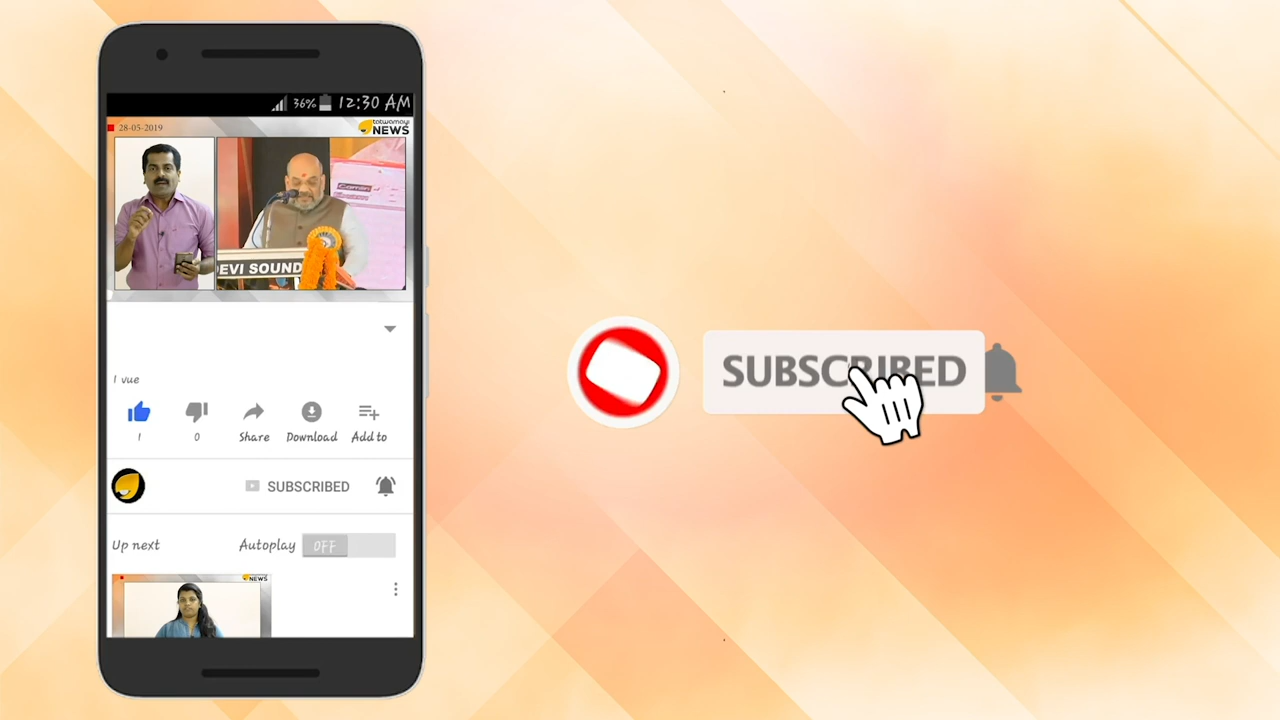 36% 12:30 AM
28-05-2019
tatwamayi
NEWS
DEVI SOUND
1 vue
1 0 Share Download Add to
SUBSCRIBED
Up next Autoplay OFF
NEWS
SUBSCRIBED